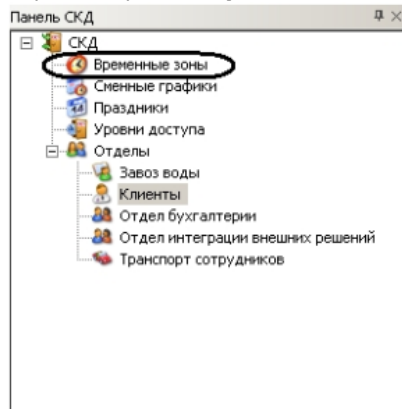 Панель СКД
СКД
Временные зоны
Сменные графики
Праздники
Уровни доступа
Отделы
Завоз воды
Клиенты
Отдел бухгалтерии
Отдел интеграции внешних решений
Транспорт сотрудников